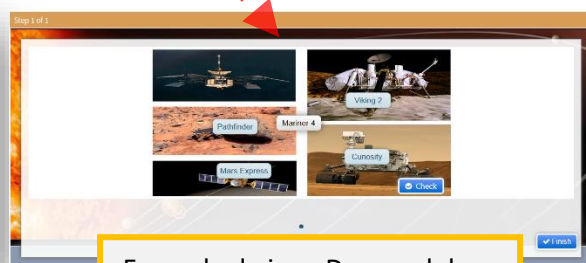 Step 1 of 1
Viking 2
Pathfinder
Mariner 4
Curiosity
Mars Express
Check
Finish